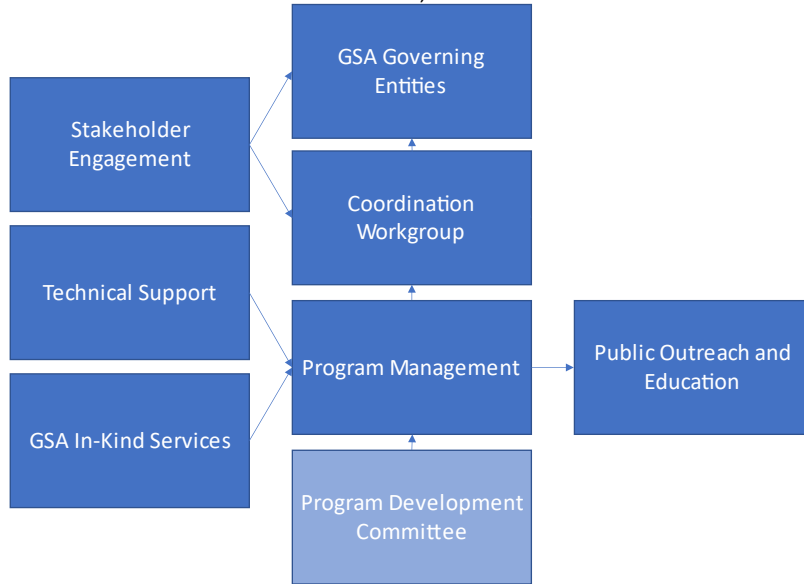 GSA Governing
Entities
Stakeholder
Engagement
Coordination
Workgroup
Technical Support
Program Management
Public Outreach and
Education
GSA In-Kind Services
Program Development
Committee